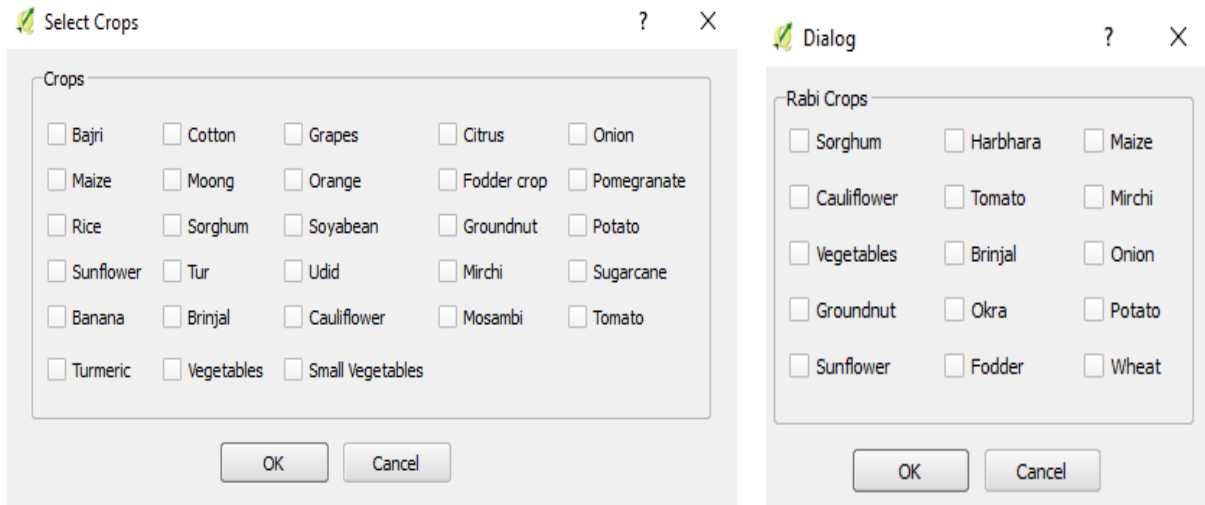 Select Crops ? X
Crops
Bajri Cotton Grapes Citrus Onion
Maize Moong Orange Fodder crop Pomegranate
Rice Sorghum Soyabean Groundnut Potato
Sunflower Tur Udid Mirchi Sugarcane
Banana Brinjal Cauliflower Mosambi Tomato
Turmeric Vegetables Small Vegetables
OK Cancel
Dialog ? X
Rabi Crops
Sorghum Harbhara Maize
Cauliflower Tomato Mirchi
Vegetables Brinjal Onion
Groundnut Okra Potato
Sunflower Fodder Wheat
OK Cancel